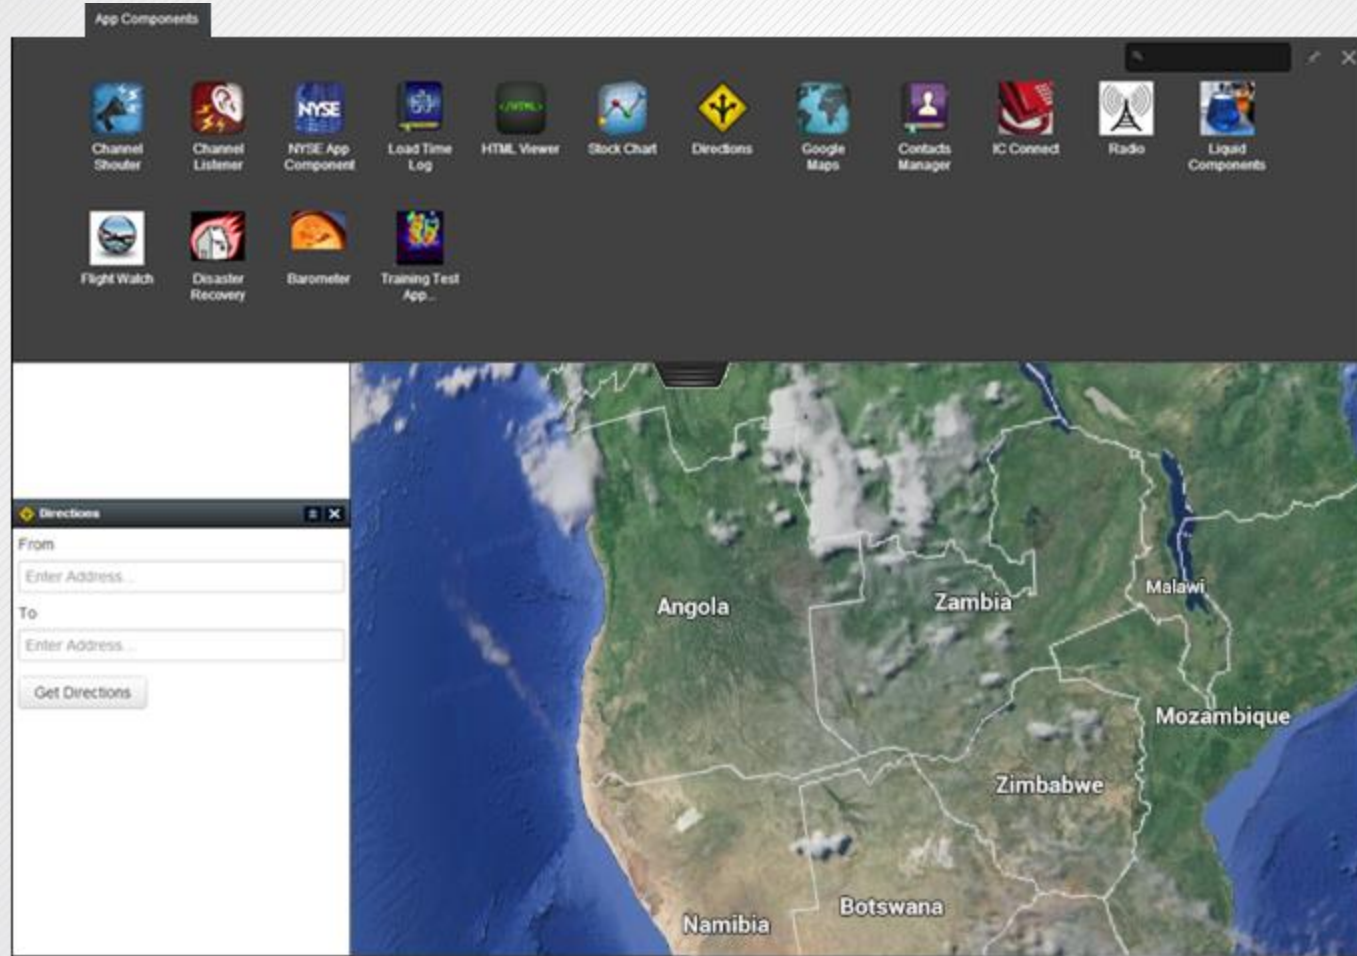 App Components
Channel Shouter
Channel Listener
NYSE
NYSE App Component
Load Time Log
</HTML>
HTML Viewer
Stock Chart
Directions
Google Maps
Contacts Manager
IC Connect
Radio
Liquid Components
Flight Watch
Disaster Recovery
Barometer
Training Test App...
Directions
From
Enter Address...
To
Enter Address...
Get Directions
Angola
Zambia
Malawi
Mozambique
Zimbabwe
Botswana
Namibia